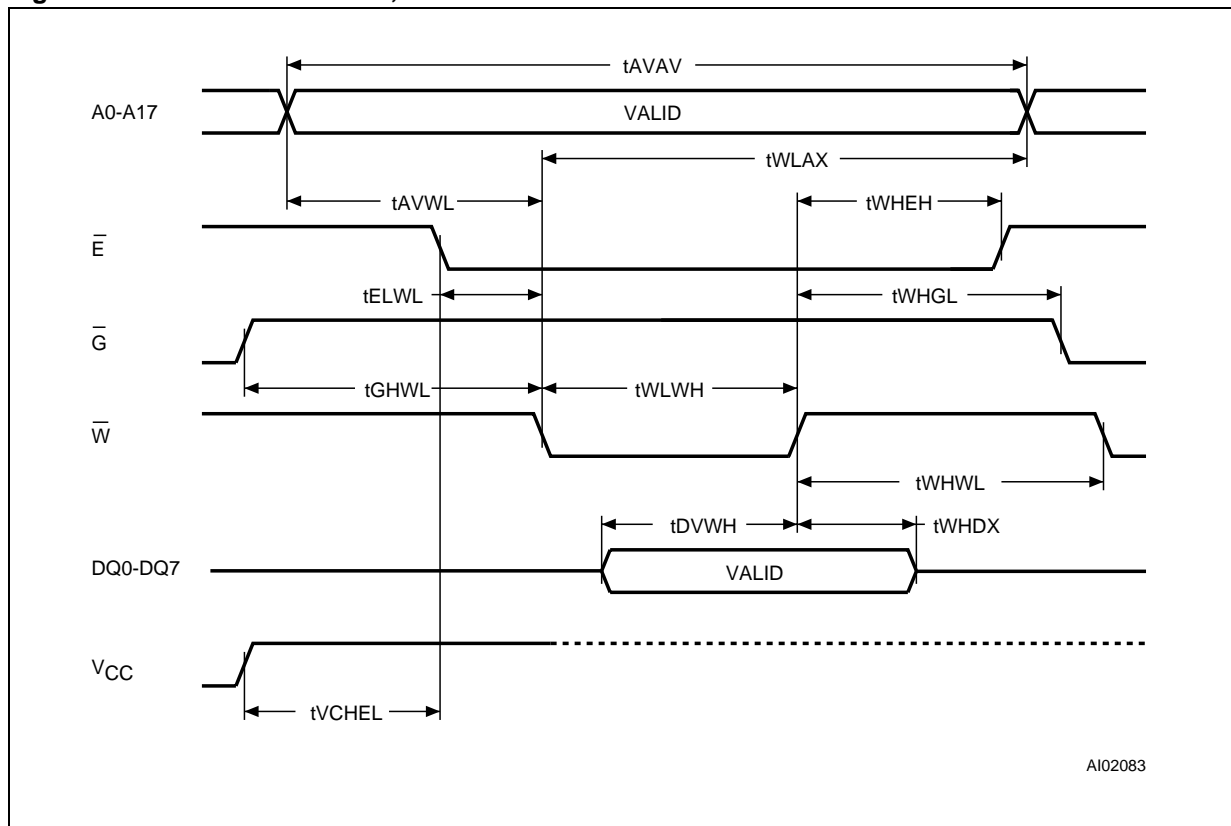 tAVAV
A0-A17
VALID
tWLAX
tAVWL
tWHEH
E
tELWL
tWHGL
G
tGHWL
tWLWH
W
tWHWL
tDVWH
tWHDX
DQ0-DQ7
VALID
VCC
tVCHEL
AI02083